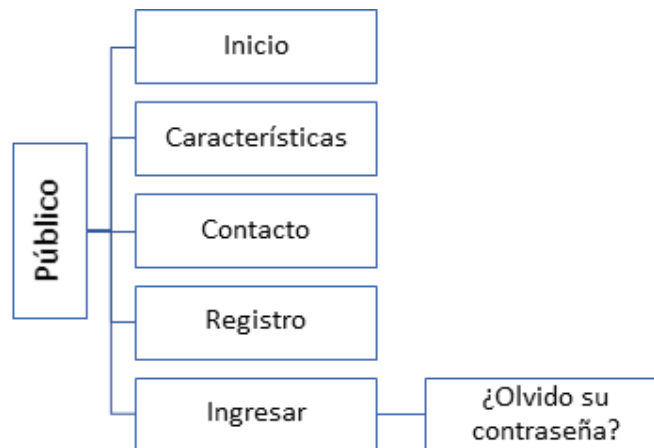 Público
Inicio
Características
Contacto
Registro
Ingresar
¿Olvido su
contraseña?